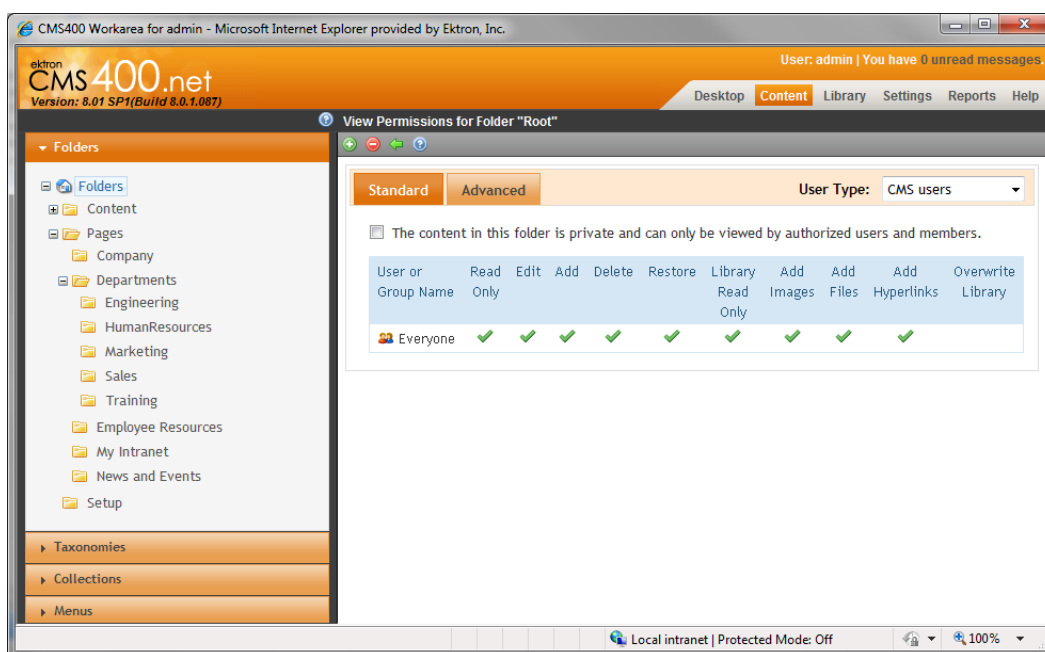 CMS400 Workarea for admin - Microsoft Internet Explorer provided by Ektron, Inc.
ektron
CMS400.net
Version: 8.01 SP1(Build 8.0.1.087)
User: admin | You have 0 unread messages.
Desktop Content Library Settings Reports Help
View Permissions for Folder "Root"
Folders
Folders
Content
Pages
Company
Departments
Engineering
HumanResources
Marketing
Sales
Training
Employee Resources
My Intranet
News and Events
Setup
Taxonomies
Collections
Menus
Standard Advanced User Type: CMS users
The content in this folder is private and can only be viewed by authorized users and members.
User or Read Edit Add Delete Restore Library Add Add Add Overwrite
Group Name Only Read Images Files Hyperlinks Library
Only
Everyone
Local intranet | Protected Mode: Off 100%